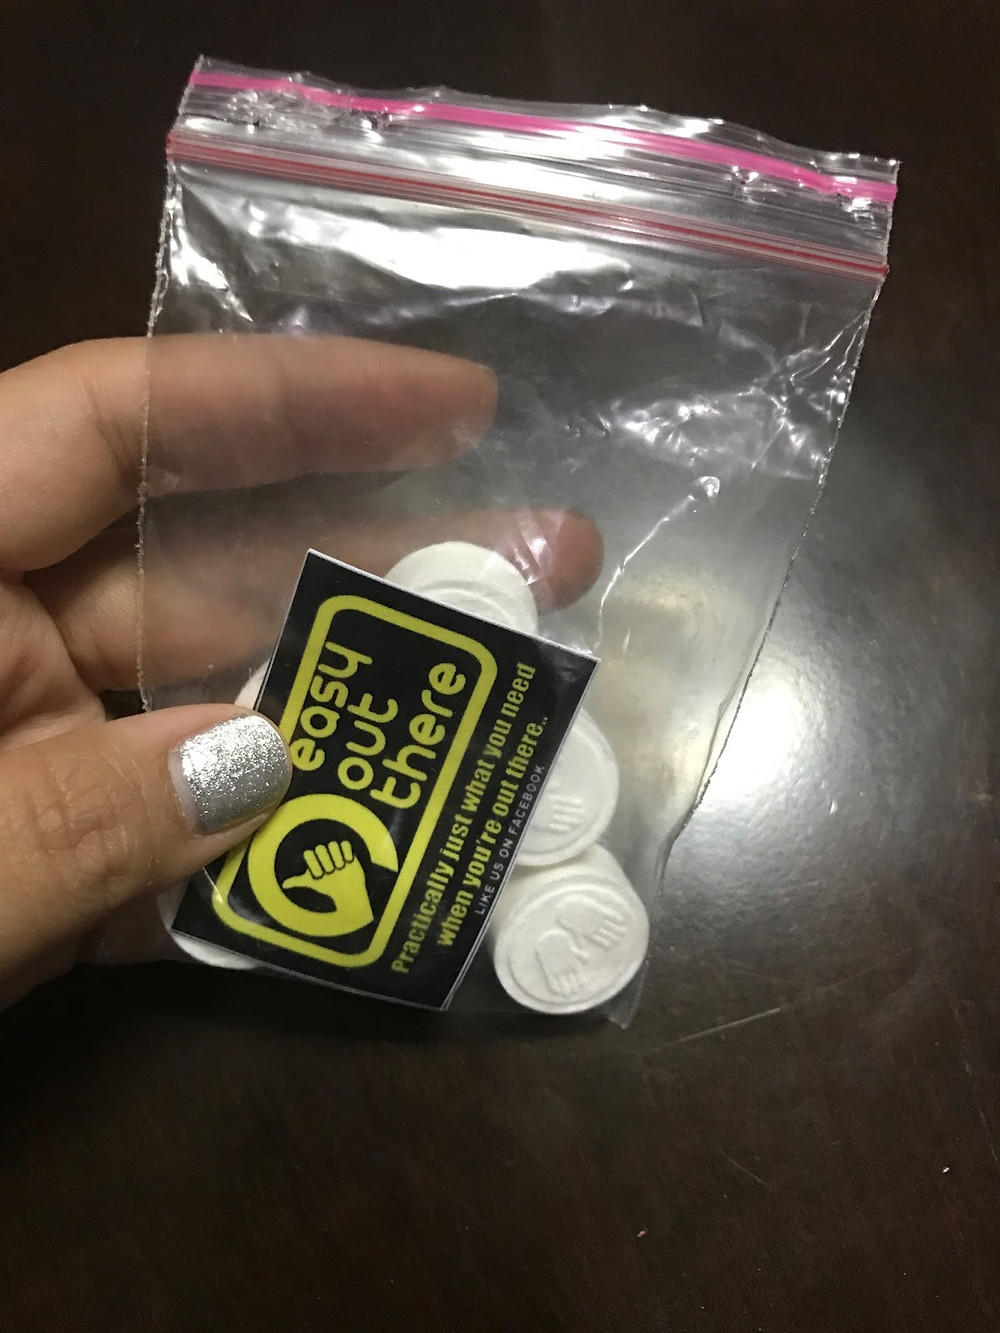 easy
out
there
Practically just what you need
when you're out there..
LIKE US ON FACEBOOK